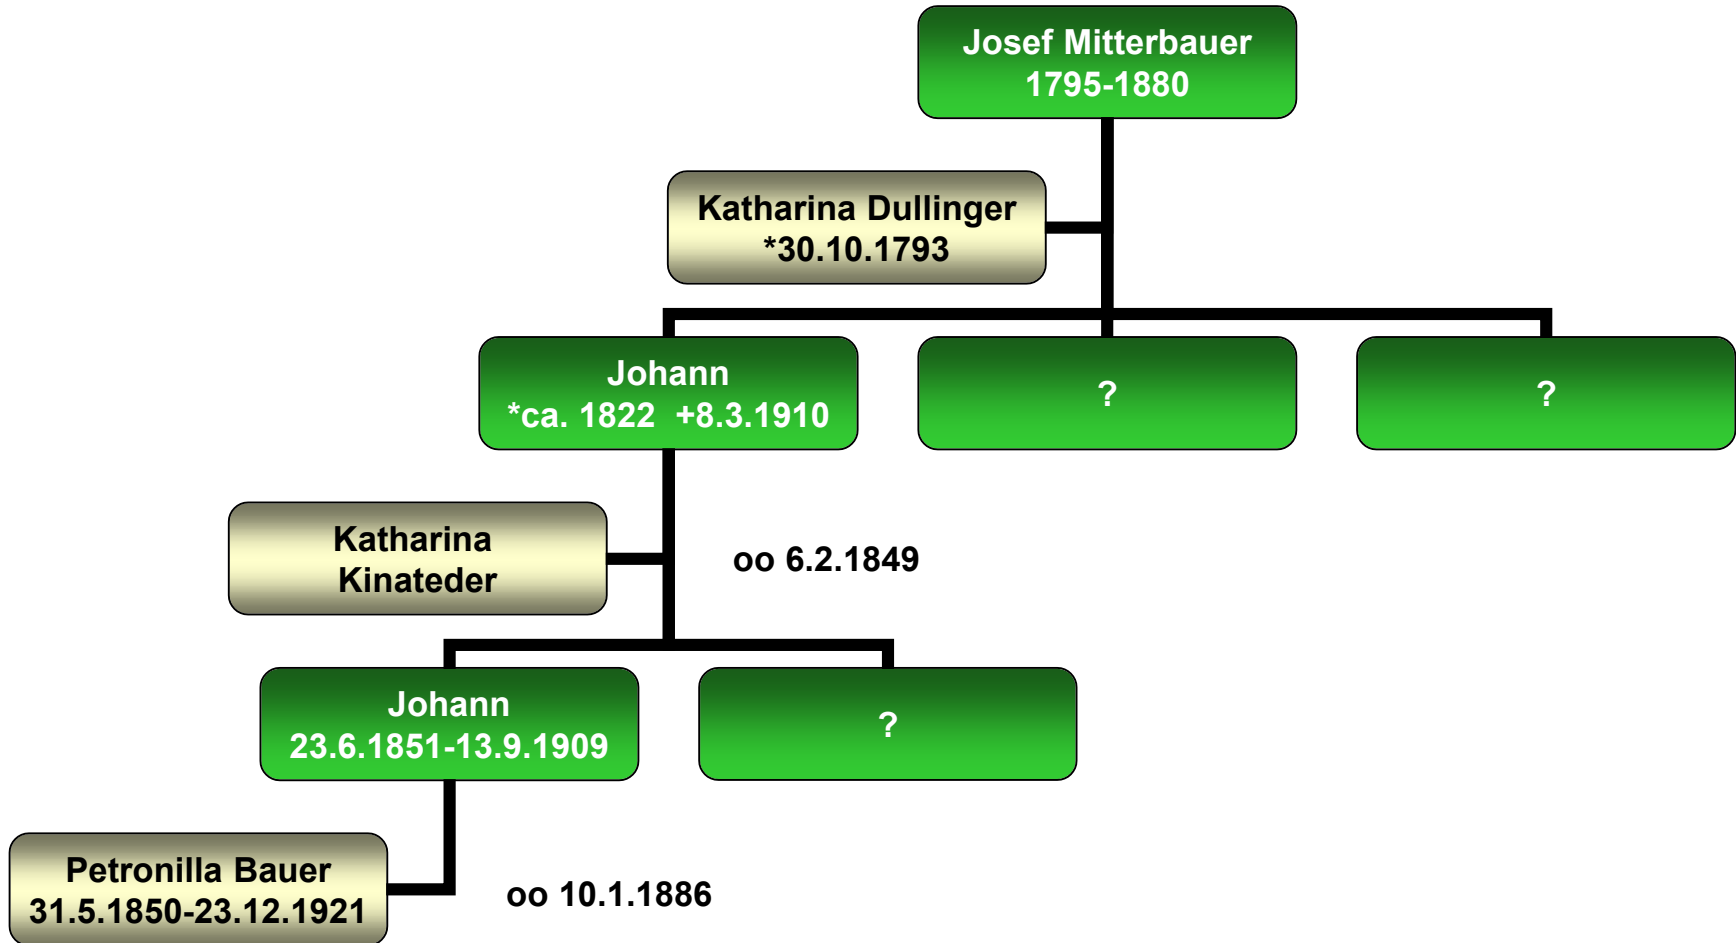 Josef Mitterbauer
1795-1880
Katharina Dullinger
*30.10.1793
Johann
*ca. 1822  +8.3.1910
?
?
Katharina
Kinateder
oo 6.2.1849
Johann
23.6.1851-13.9.1909
?
Petronilla Bauer
31.5.1850-23.12.1921
oo 10.1.1886